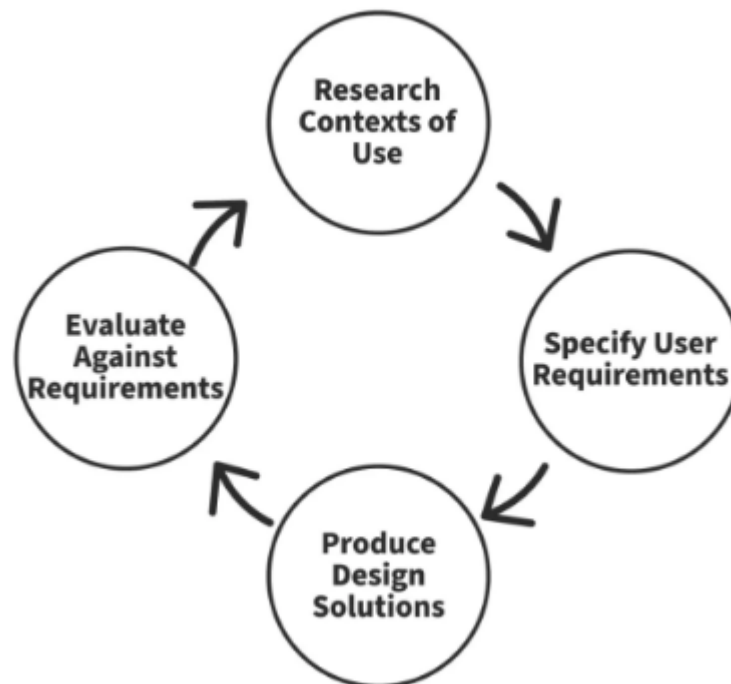 Research
Contexts of
Use
Specify User
Requirements
Produce
Design
Solutions
Evaluate
Against
Requirements